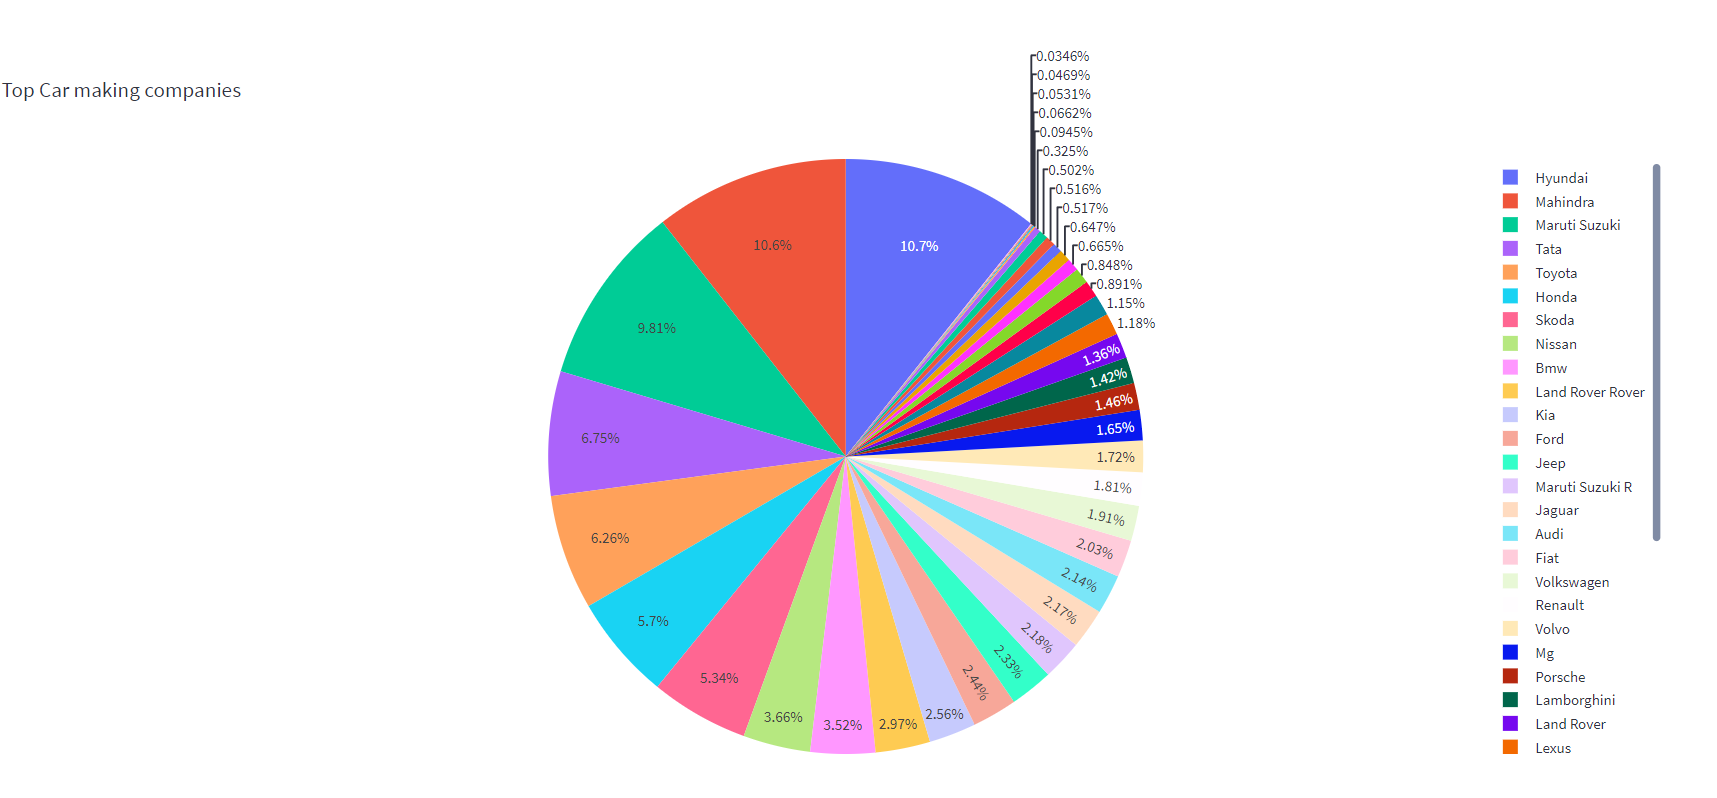 Top Car making companies
0.0346%
0.0469%
0.0531%
0.0662%
0.0945%
0.325%
0.502%
0.516%
0.517%
0.647%
0.665%
0.848%
0.891%
1.15%
1.18%
1.36%
1.42%
1.46%
1.65%
1.72%
1.81%
1.91%
2.03%
2.14%
2.17%
2.18%
2.33%
2.44%
2.56%
2.97%
3.52%
3.66%
5.34%
5.7%
6.26%
6.75%
9.81%
10.6%
10.7%
Hyundai
Mahindra
Maruti Suzuki
Tata
Toyota
Honda
Skoda
Nissan
Bmw
Land Rover Rover
Kia
Ford
Jeep
Maruti Suzuki R
Jaguar
Audi
Fiat
Volkswagen
Renault
Volvo
Mg
Porsche
Lamborghini
Land Rover
Lexus